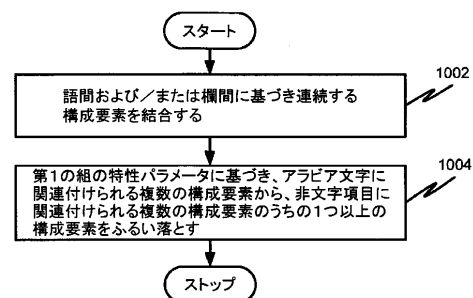 スタート
1002
語間および／または欄間に基づき連続する
構成要素を結合する
1004
第1の組の特性パラメータに基づき、アラビア文字に
関連付けられる複数の構成要素から、非文字項目に
関連付けられる複数の構成要素のうちの1つ以上の
構成要素をふるい落とす
ストップ